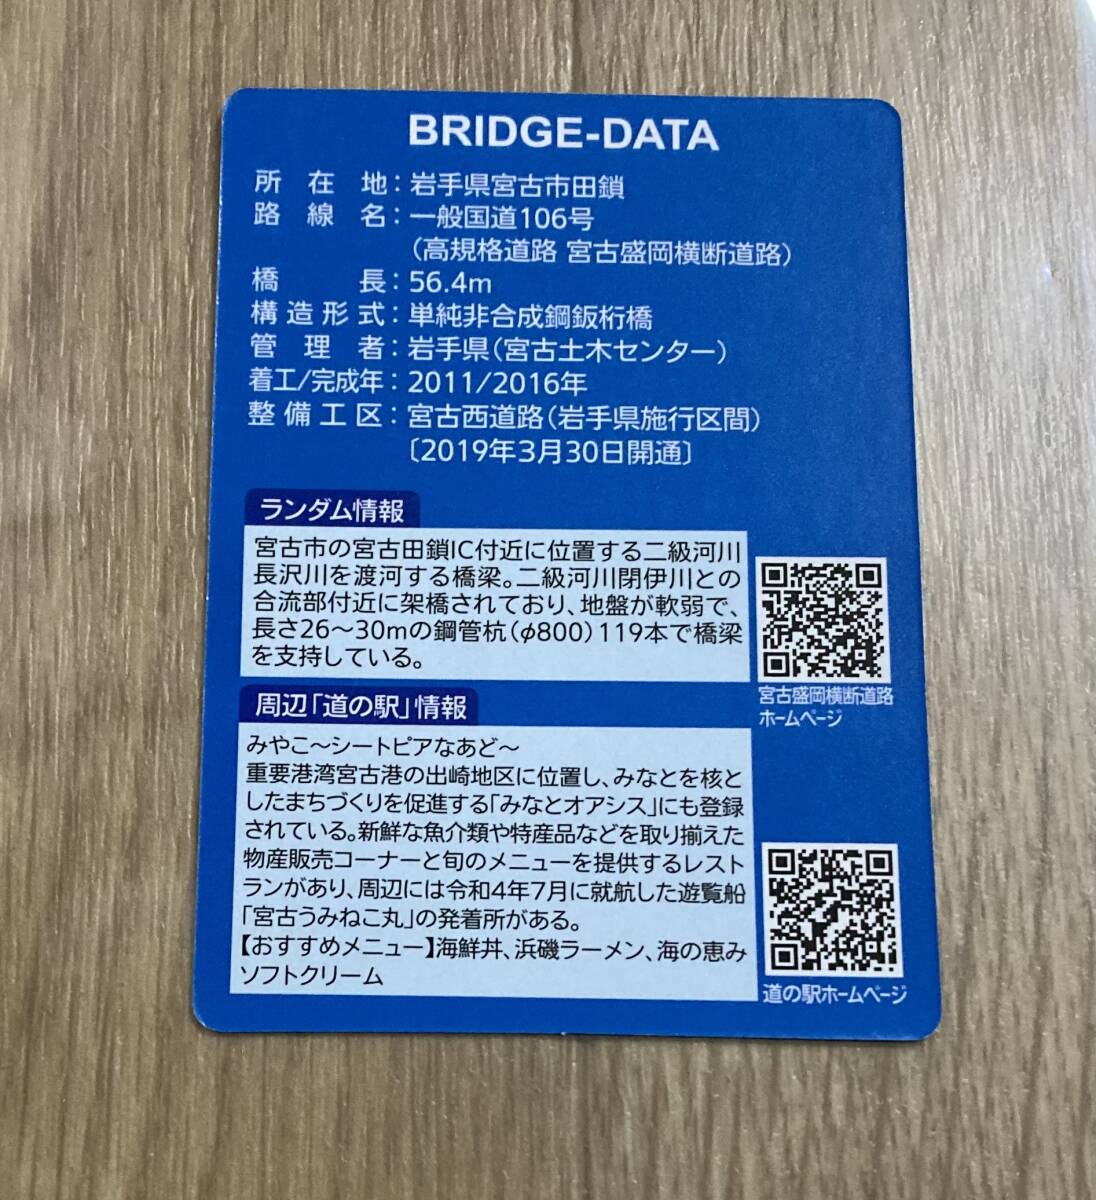 BRIDGE-DATA
所在地：岩手県宮古市田鎖
路線名：一般国道106号
（高規格道路 宮古盛岡横断道路）
橋長：56.4m
構造形式：単純非合成鋼鈑桁橋
管理者：岩手県（宮古土木センター）
着工/完成年：2011/2016年
整備工区：宮古西道路（岩手県施行区間）
〔2019年3月30日開通〕
ランダム情報
宮古市の宮古田鎖IC付近に位置する二級河川
長沢川を渡河する橋梁。二級河川閉伊川との
合流部付近に架橋されており、地盤が軟弱で、
長さ26～30mの鋼管杭（φ800）119本で橋梁
を支持している。
宮古盛岡横断道路
ホームページ
周辺「道の駅」情報
みやこ～シートピアなあど～
重要港湾宮古港の出崎地区に位置し、みなとを核と
したまちづくりを促進する「みなとオアシス」にも登録
されている。新鮮な魚介類や特産品などを取り揃えた
物産販売コーナーと旬のメニューを提供するレスト
ランがあり、周辺には令和4年7月に就航した遊覧船
「宮古うみねこ丸」の発着所がある。
【おすすめメニュー】海鮮丼、浜磯ラーメン、海の恵み
ソフトクリーム
道の駅ホームページ